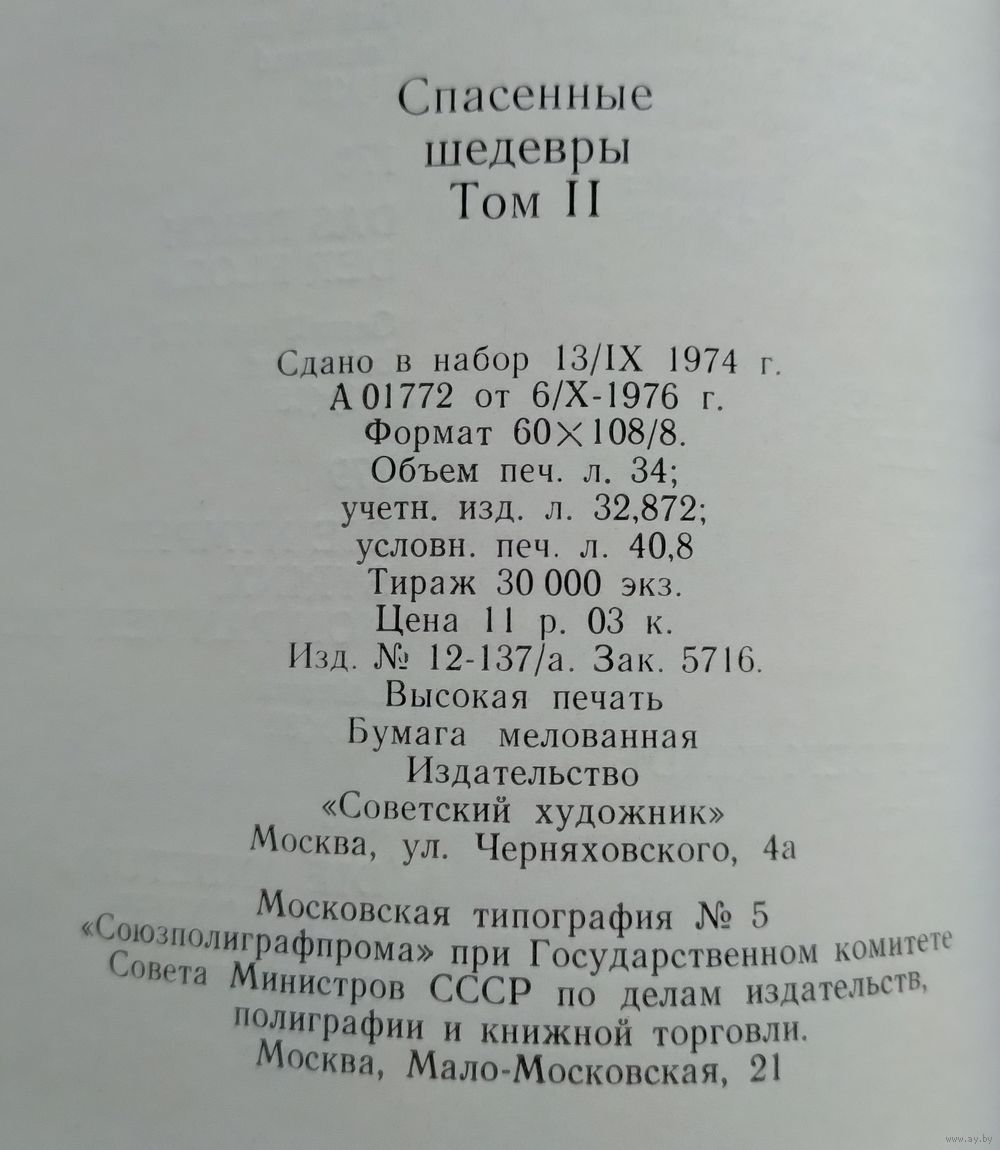 Спасенные
шедевры
Том II
Сдано в набор 13/IX 1974 г.
А 01772 от 6/X-1976 г.
Формат 60×108/8.
Объем печ. л. 34;
учетн. изд. л. 32,872;
условн. печ. л. 40,8
Тираж 30 000 экз.
Цена 11 р. 03 к.
Изд. № 12-137/а. Зак. 5716.
Высокая печать
Бумага мелованная
Издательство
«Советский художник»
Москва, ул. Черняховского, 4а
Московская типография № 5
«Союзполиграфпрома» при Государственном комитете
Совета Министров СССР по делам издательств,
полиграфии и книжной торговли.
Москва, Мало-Московская, 21
www.ay.by